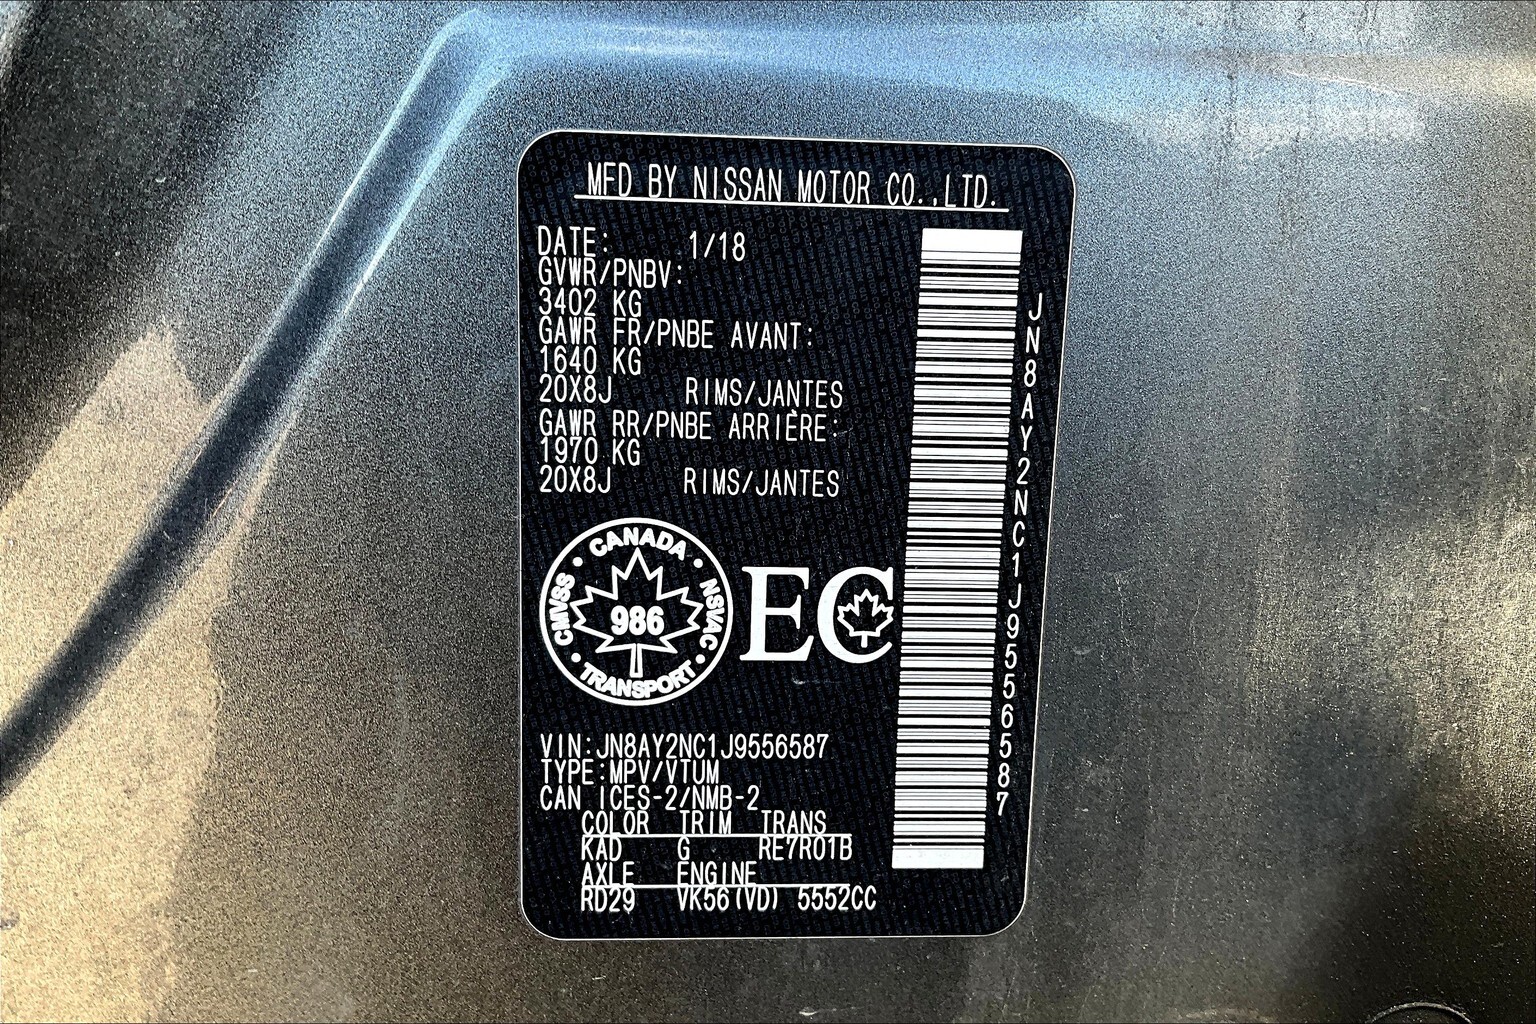 MFD BY NISSAN MOTOR CO.,LTD.
DATE: 1/18
GVWR/PNBV:
3402 KG
GAWR FR/PNBE AVANT:
1640 KG
20X8J RIMS/JANTES
GAWR RR/PNBE ARRIÈRE:
1970 KG
20X8J RIMS/JANTES
CANADA
CMVSS 986 NSVAC
TRANSPORT
EC
VIN:JN8AY2NC1J9556587
TYPE:MPV/VTUM
CAN ICES-2/NMB-2
COLOR TRIM TRANS
KAD G RE7R01B
AXLE ENGINE
RD29 VK56(VD) 5552CC
JN8AY2NC1J9556587